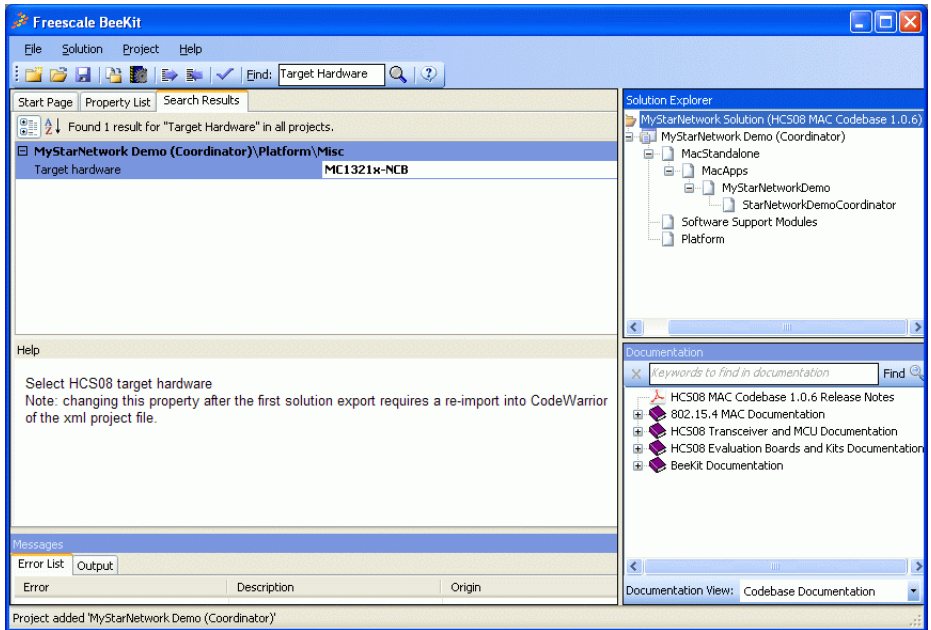 Freescale BeeKit
File Solution Project Help
Find: Target Hardware
Start Page Property List Search Results
Found 1 result for "Target Hardware" in all projects.
MyStarNetwork Demo (Coordinator)\Platform\Misc
Target hardware MC1321x-NCB
Help
Select HCS08 target hardware
Note: changing this property after the first solution export requires a re-import into CodeWarrior
of the xml project file.
Messages
Error List Output
Error Description Origin
Project added 'MyStarNetwork Demo (Coordinator)'
Solution Explorer
MyStarNetwork Solution (HCS08 MAC Codebase 1.0.6)
MyStarNetwork Demo (Coordinator)
MacStandalone
MacApps
MyStarNetworkDemo
StarNetworkDemoCoordinator
Software Support Modules
Platform
Documentation
Keywords to find in documentation Find
HCS08 MAC Codebase 1.0.6 Release Notes
802.15.4 MAC Documentation
HCS08 Transceiver and MCU Documentation
HCS08 Evaluation Boards and Kits Documentation
BeeKit Documentation
Documentation View: Codebase Documentation